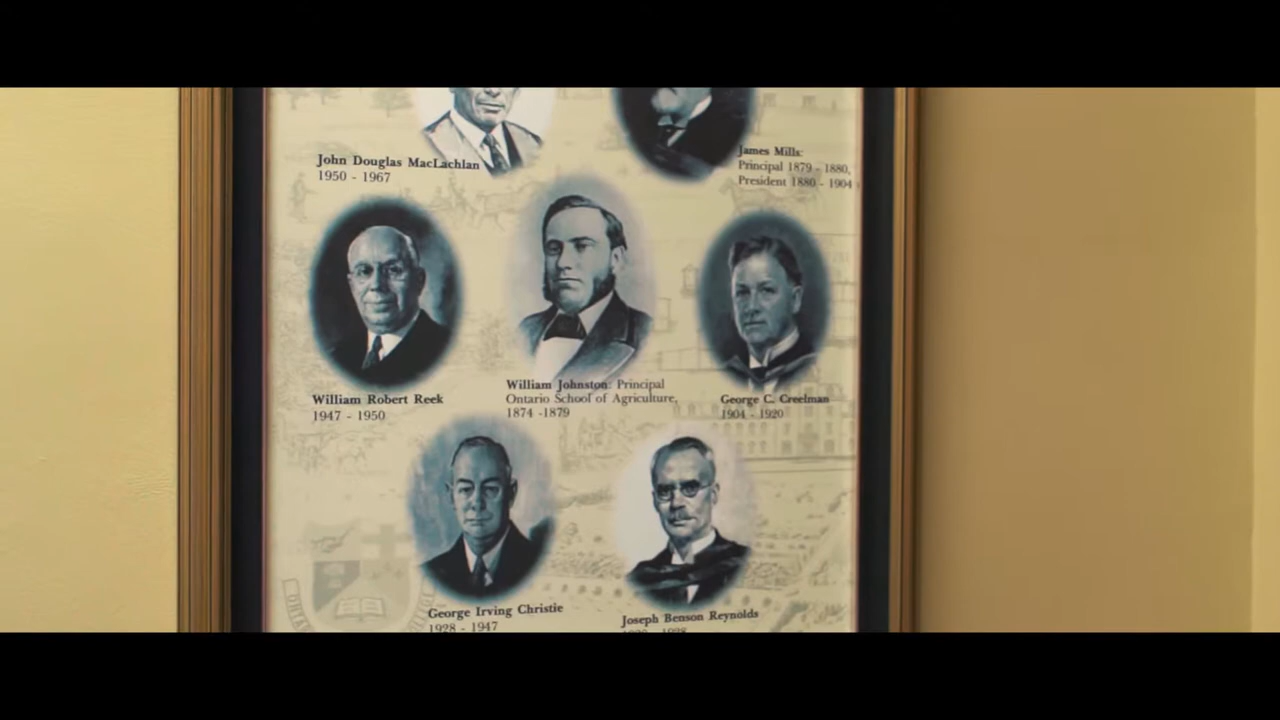 John Douglas MacLachlan
1950 - 1967
James Mills:
Principal 1879 - 1880,
President 1880 - 1904
William Robert Reek
1947 - 1950
William Johnston: Principal
Ontario School of Agriculture,
1874 -1879
George C. Creelman
1904 - 1920
George Irving Christie
1928 - 1947
Joseph Benson Reynolds